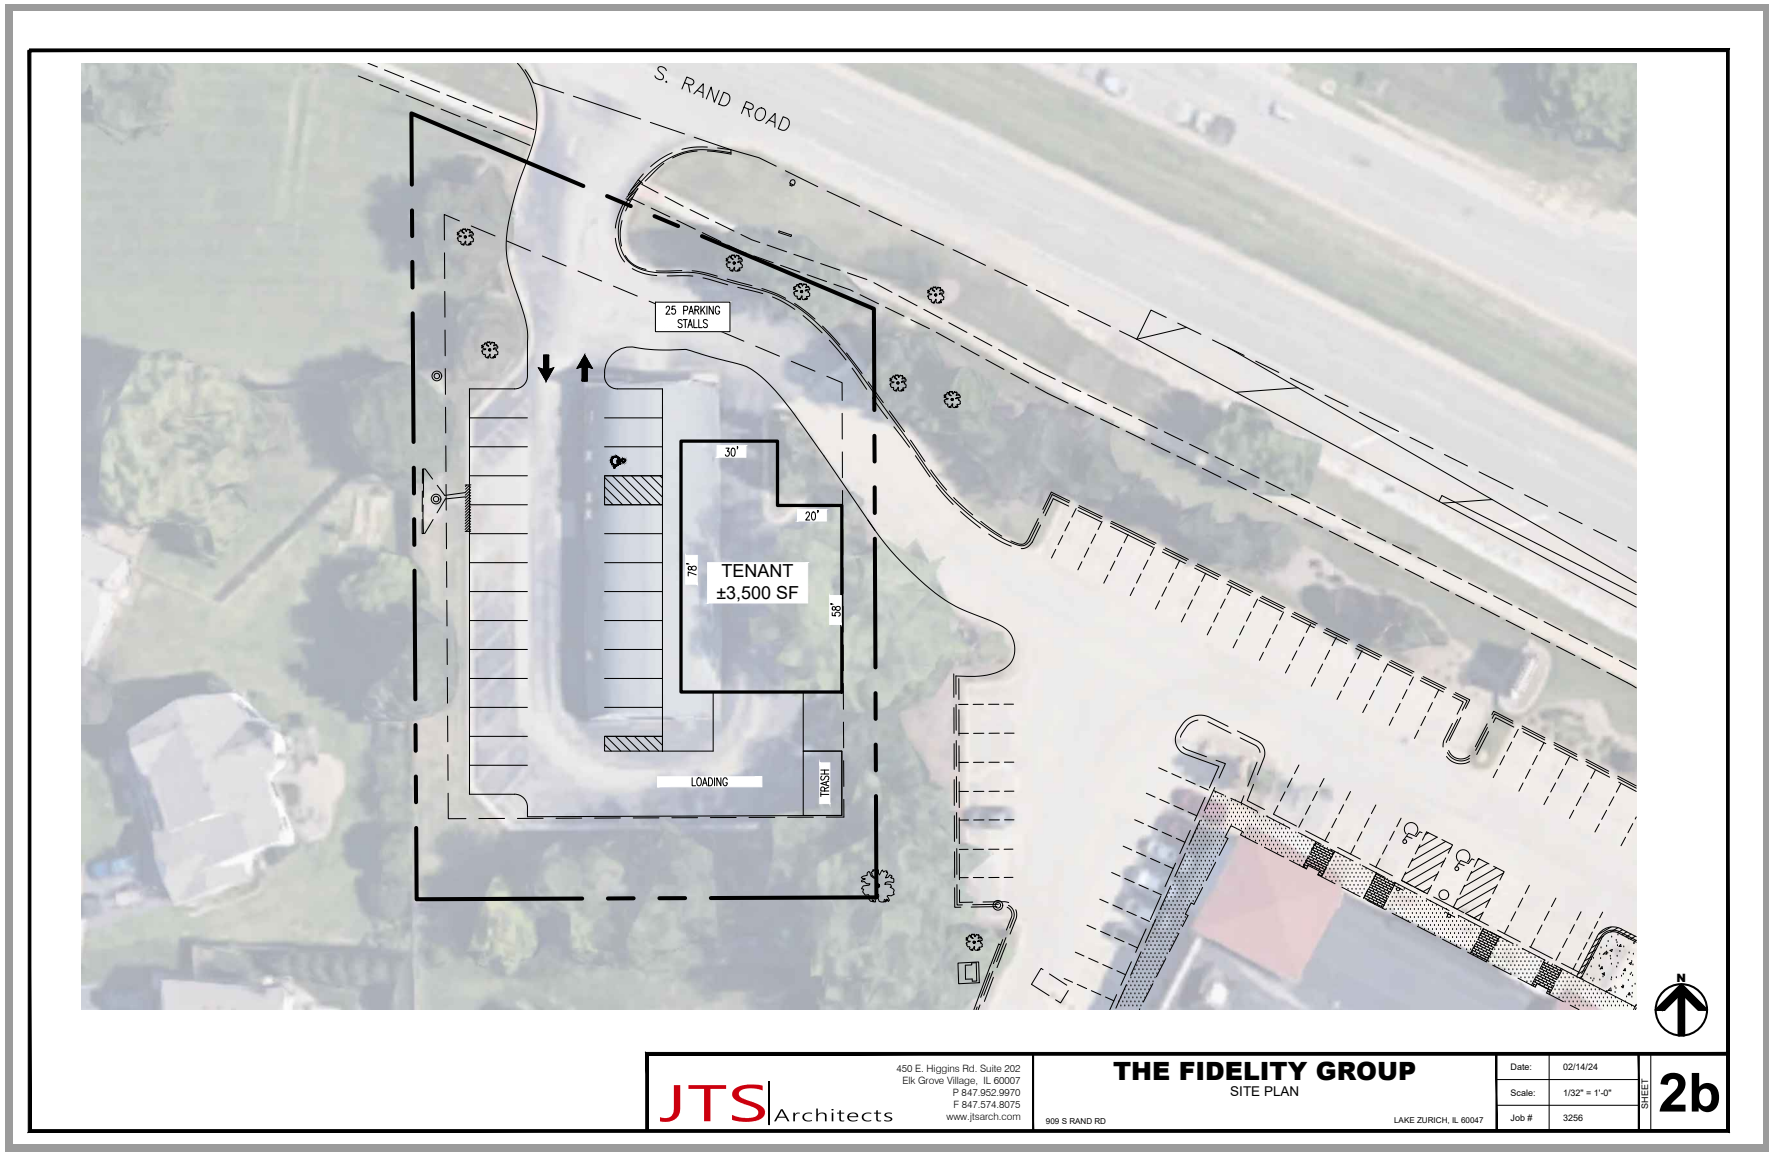 S. RAND ROAD
25 PARKING
STALLS
30'
20'
78'
TENANT
±3,500 SF
58'
LOADING
TRASH
N
JTS Architects
450 E. Higgins Rd. Suite 202
Elk Grove Village, IL 60007
P 847.952.9970
F 847.574.8075
www.jtsarch.com
THE FIDELITY GROUP
SITE PLAN
909 S RAND RD
LAKE ZURICH, IL 60047
Date: 02/14/24
Scale: 1/32" = 1'-0"
Job # 3256
SHEET
2b